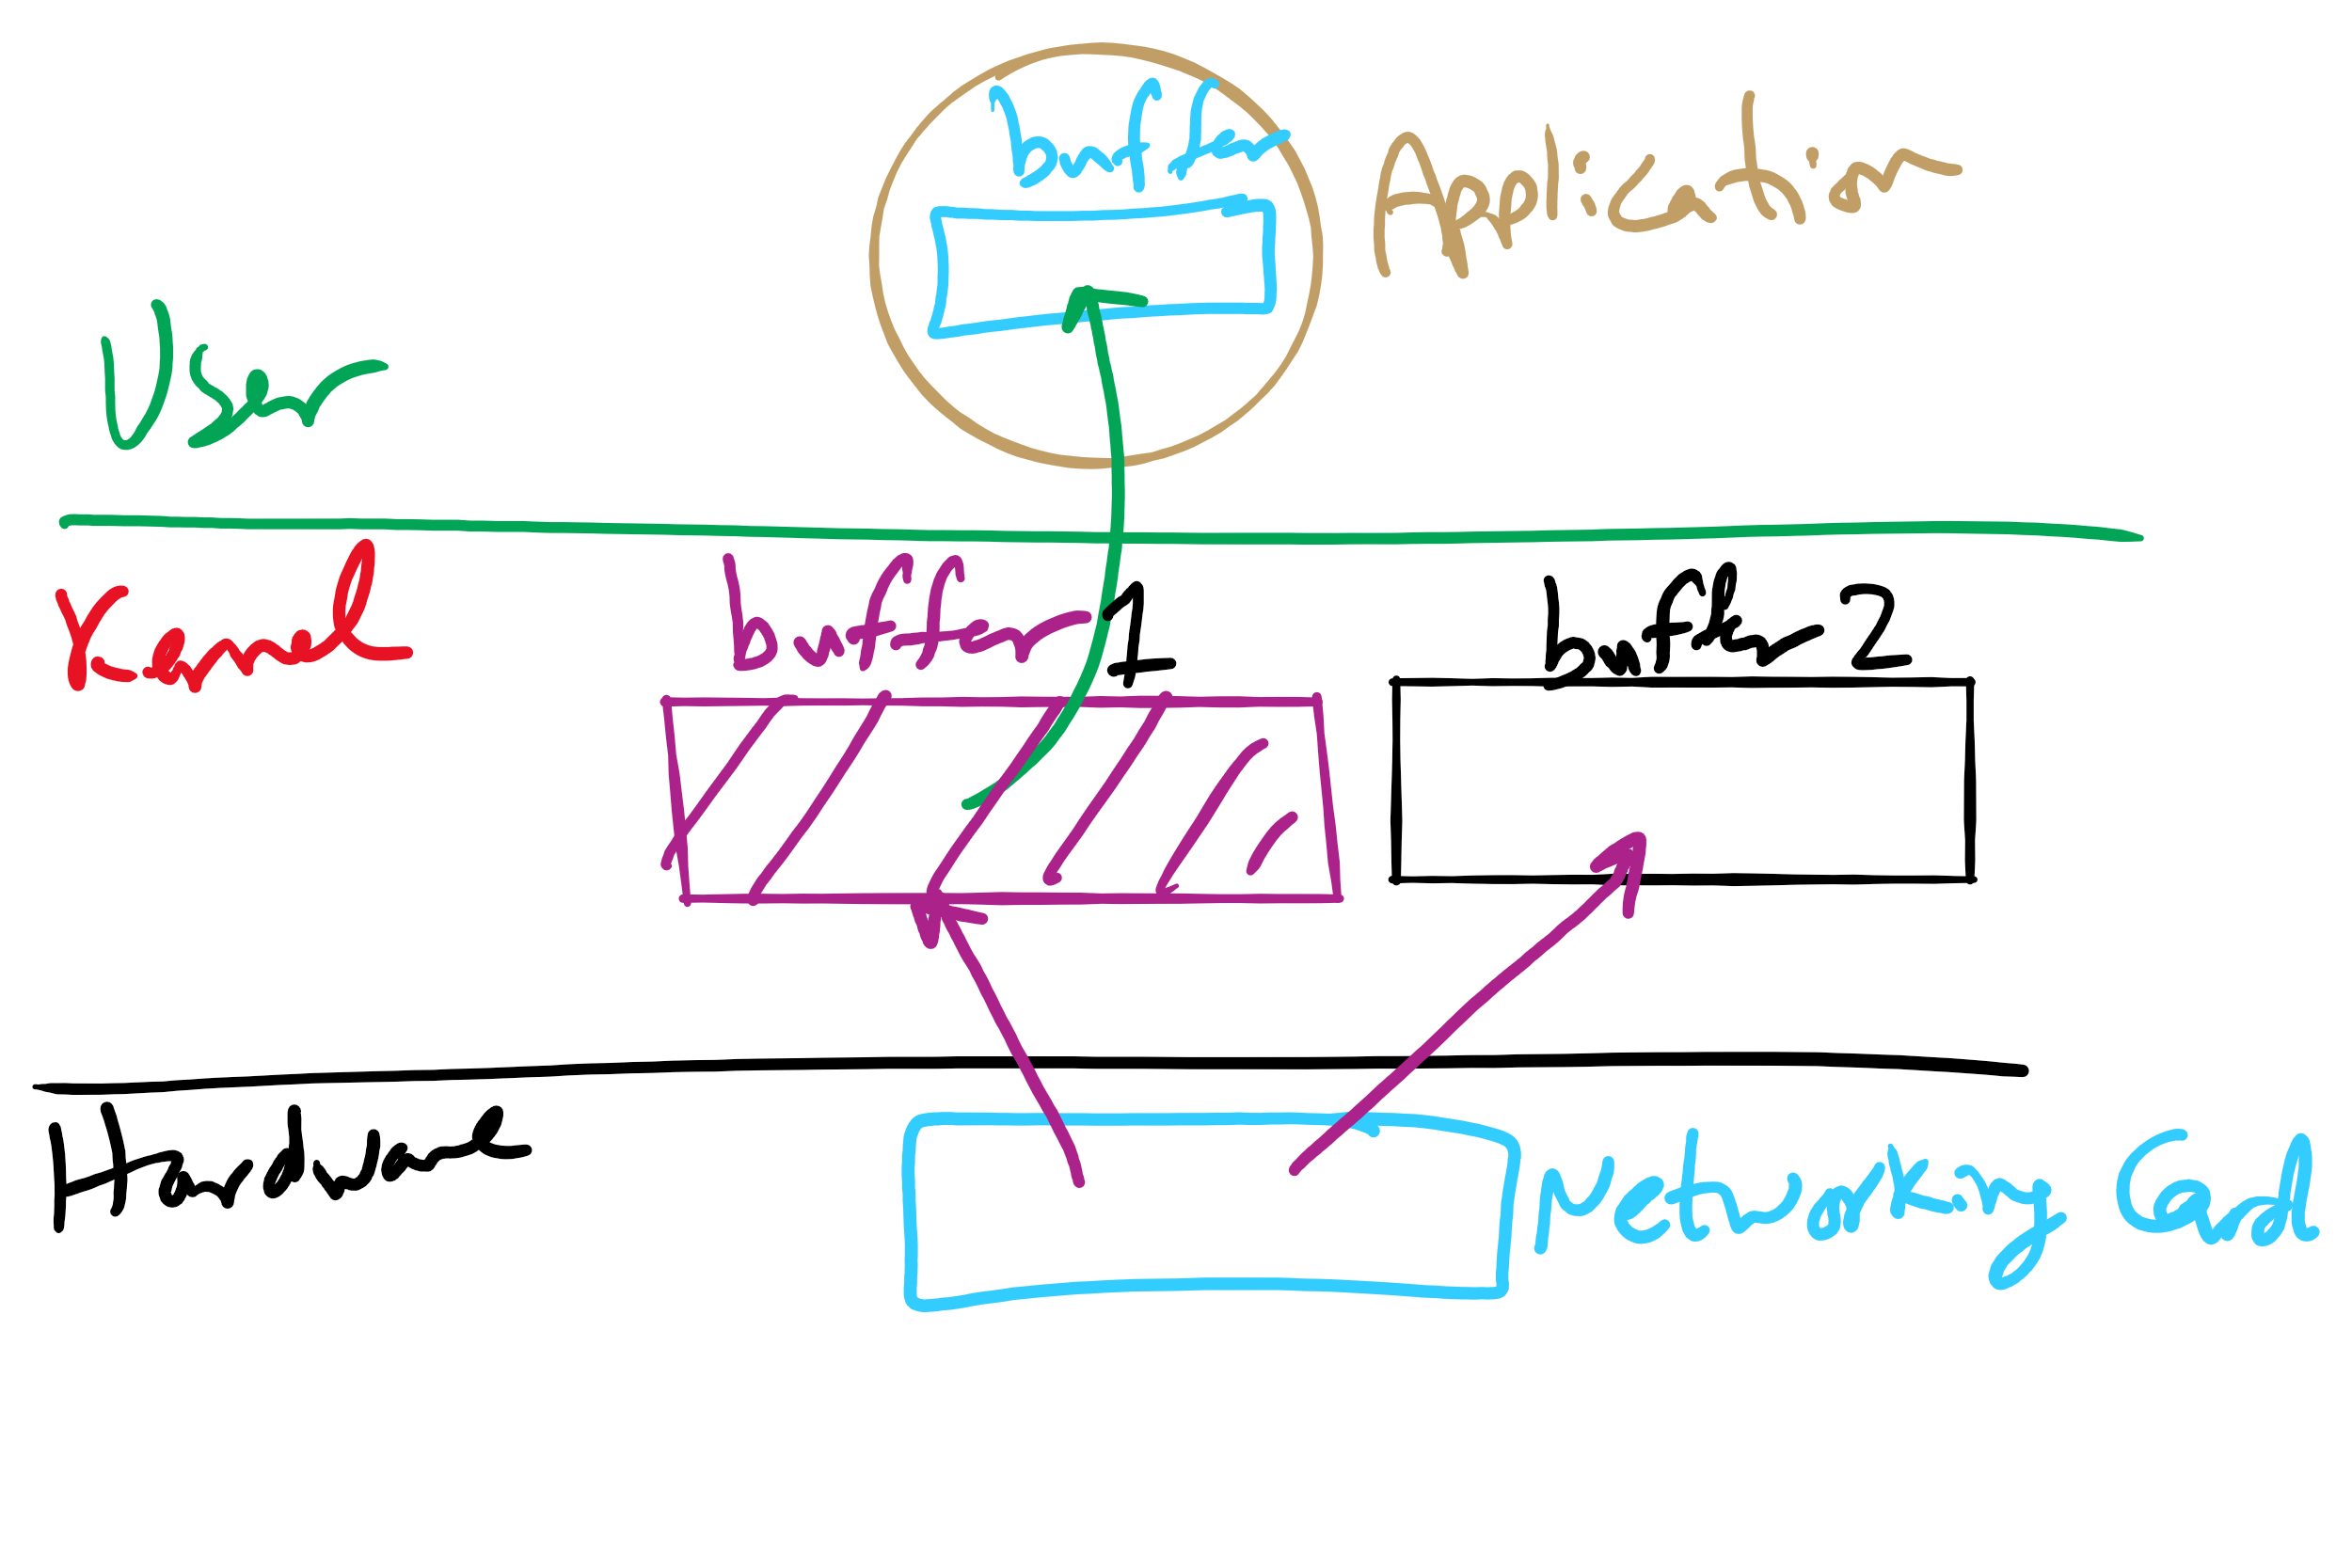 buffer
Application
User
Kernel
buffer 1
buffer 2
Hardware
Networking Card